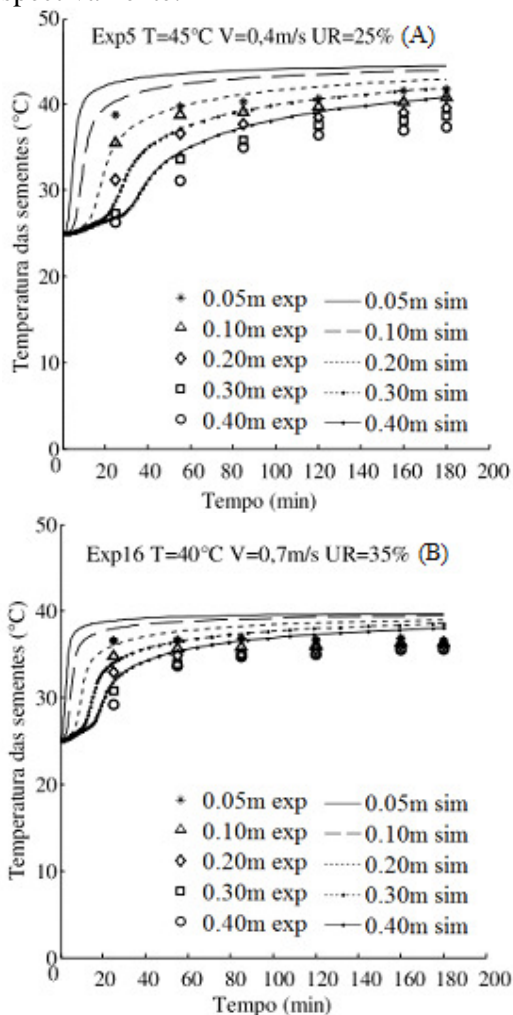 50
Exp5 T=45°C V=0,4m/s UR=25% (A)
40
30
20
10
0
Temperatura das sementes (°C)
0.05m exp 0.05m sim
0.10m exp 0.10m sim
0.20m exp 0.20m sim
0.30m exp 0.30m sim
0.40m exp 0.40m sim
20 40 60 80 100 120 140 160 180 200
Tempo (min)
50
Exp16 T=40°C V=0,7m/s UR=35% (B)
40
30
20
10
0
Temperatura das sementes (°C)
0.05m exp 0.05m sim
0.10m exp 0.10m sim
0.20m exp 0.20m sim
0.30m exp 0.30m sim
0.40m exp 0.40m sim
20 40 60 80 100 120 140 160 180 200
Tempo (min)